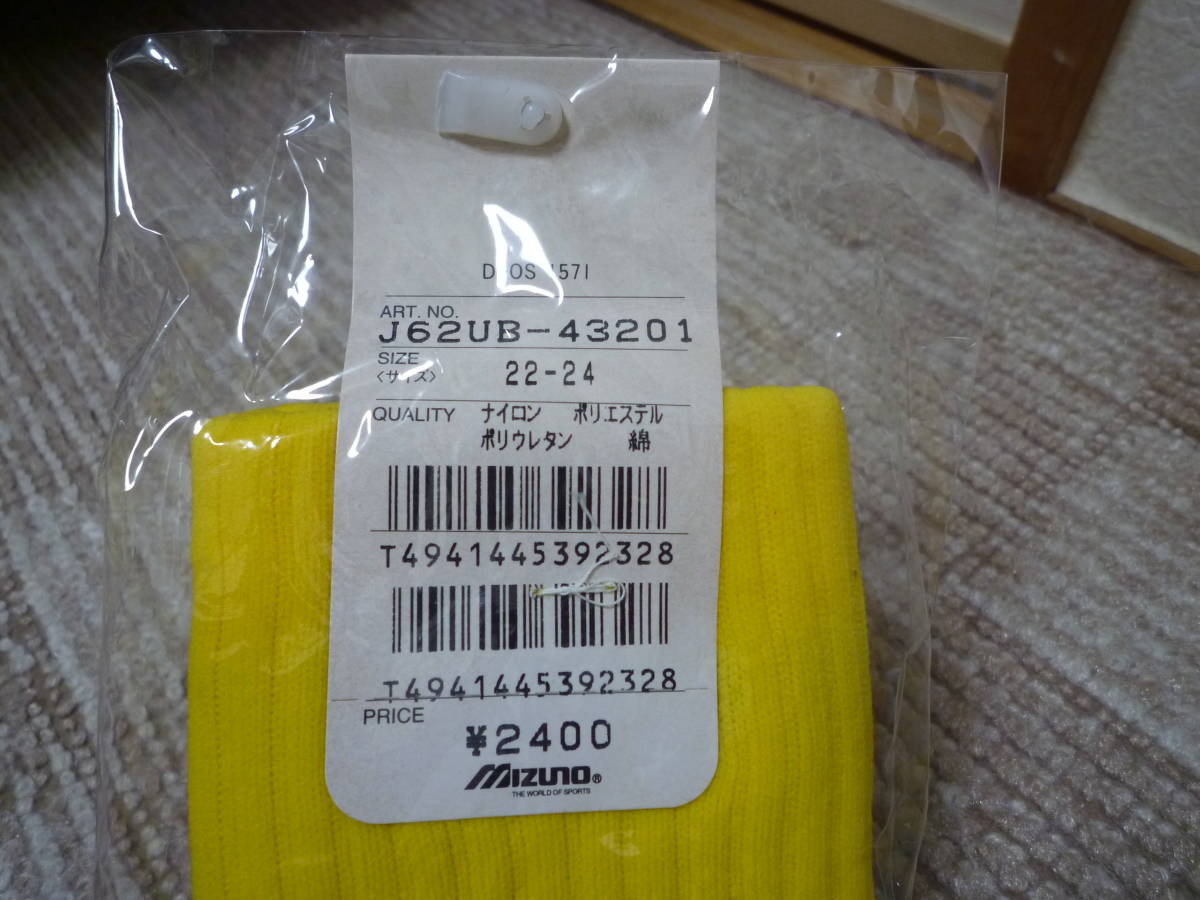 1571
ART. NO.
J62UB-43201
SIZE
〈サイズ〉 22-24
QUALITY ナイロン ポリエステル
ポリウレタン 綿
T4941445392328
T4941445392328
PRICE
¥2400
MIZUNO®
THE WORLD OF SPORTS